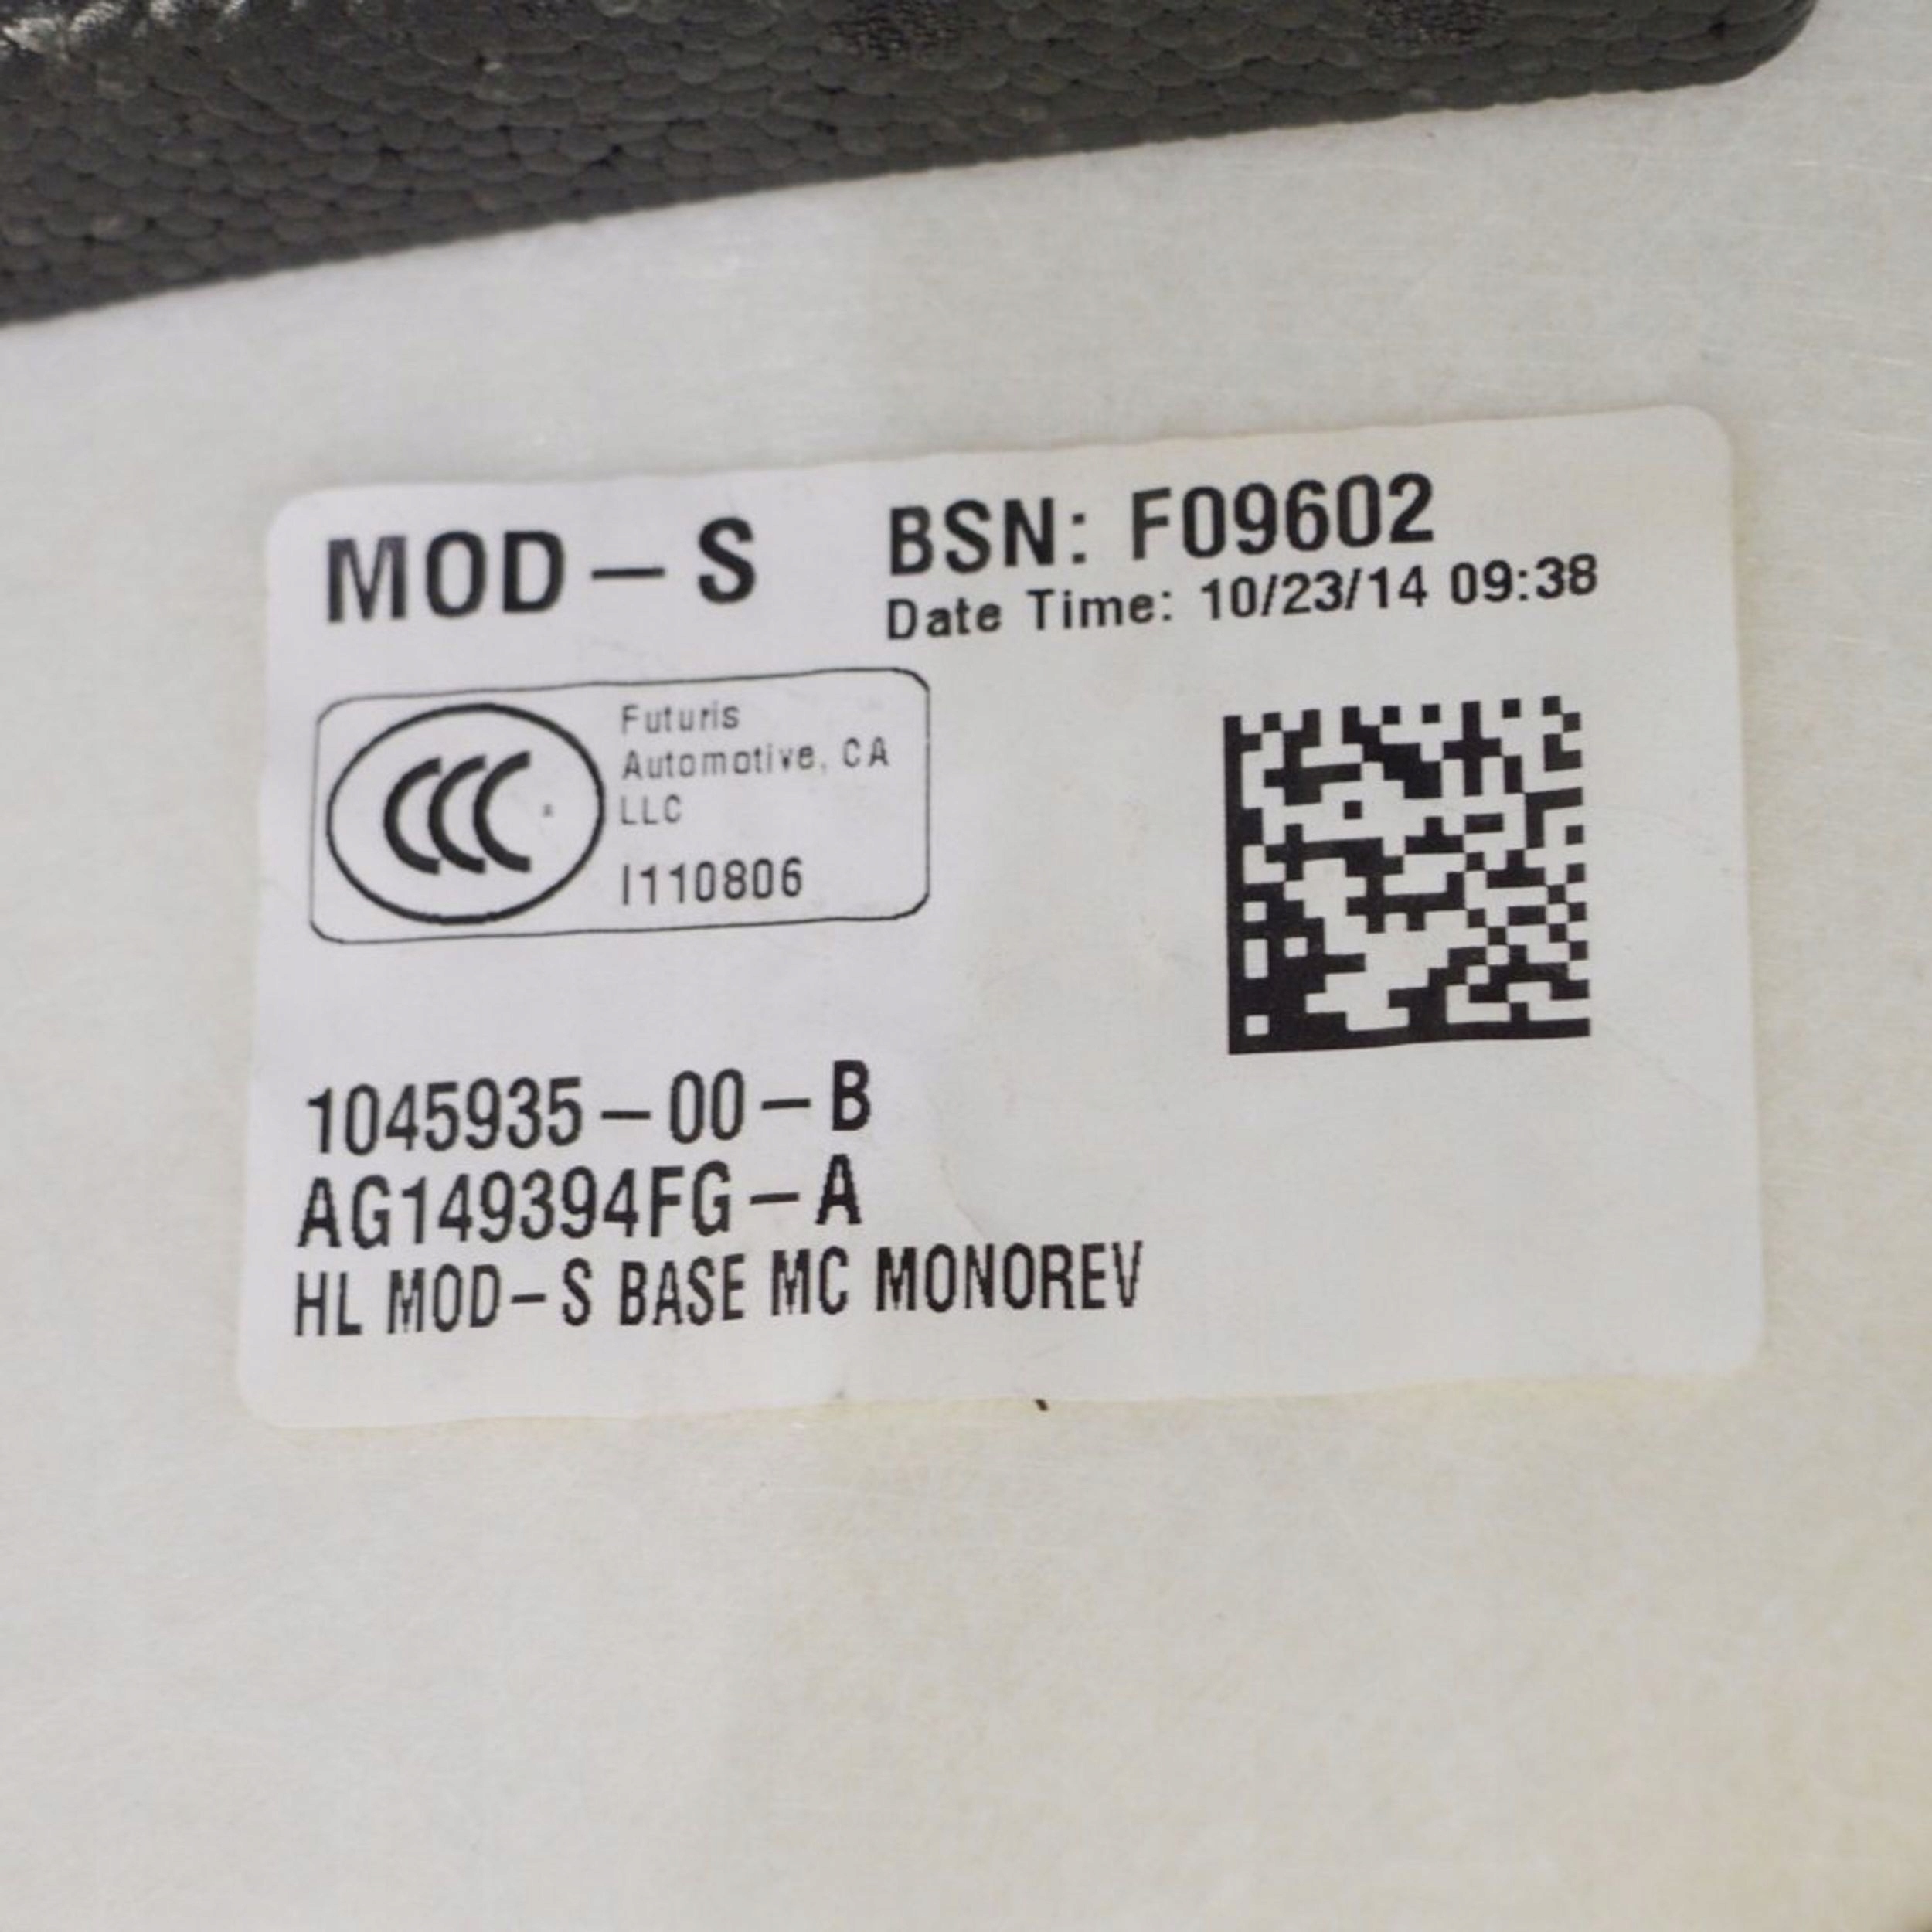 MOD-S
BSN: F09602
Date Time: 10/23/14 09:38
CCC
Futuris
Automotive, CA
LLC
I110806
1045935-00-B
AG149394FG-A
HL MOD-S BASE MC MONOREV